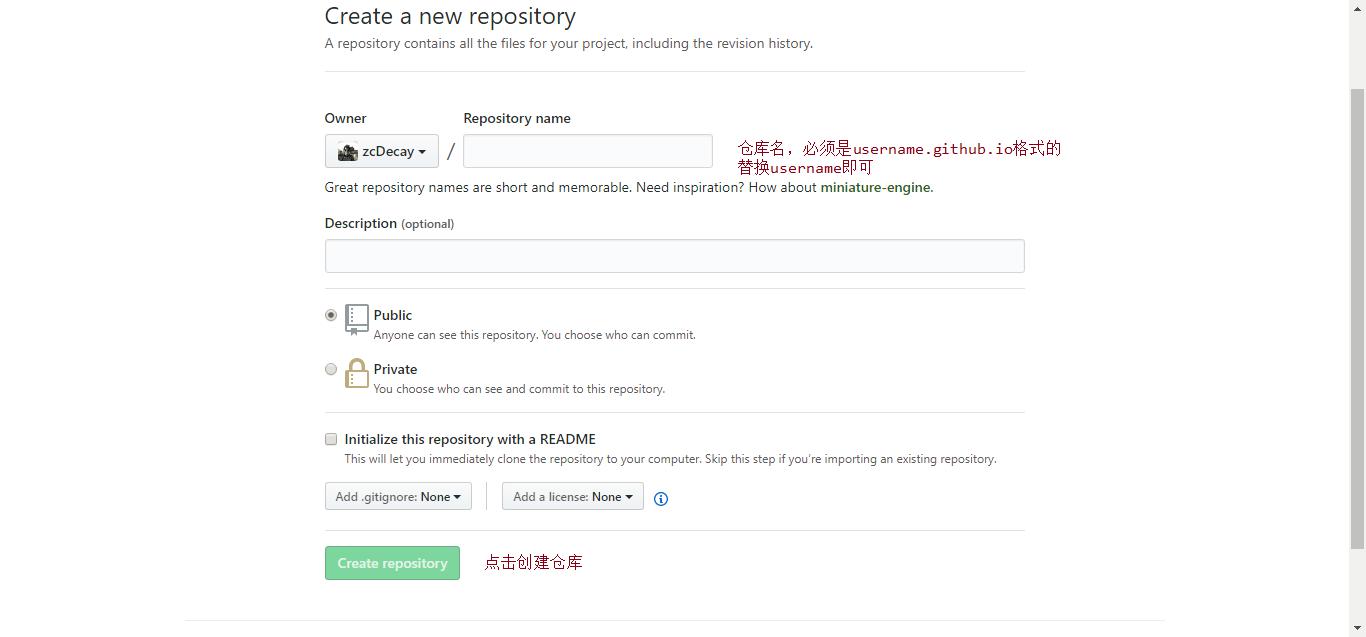 Create a new repository
A repository contains all the files for your project, including the revision history.
Owner
Repository name
zcDecay
/
仓库名，必须是username.github.io格式的
替换username即可
Great repository names are short and memorable. Need inspiration? How about miniature-engine.
Description (optional)
Public
Anyone can see this repository. You choose who can commit.
Private
You choose who can see and commit to this repository.
Initialize this repository with a README
This will let you immediately clone the repository to your computer. Skip this step if you're importing an existing repository.
Add .gitignore: None
Add a license: None
Create repository
点击创建仓库